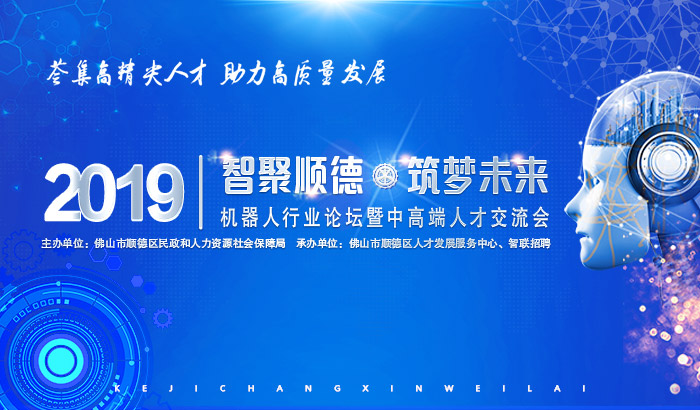 荟集高精尖人才 助力高质量发展
2019 智聚顺德 筑梦未来
机器人行业论坛暨中高端人才交流会
主办单位：佛山市顺德区民政和人力资源社会保障局 承办单位：佛山市顺德区人才发展服务中心、智联招聘
KEJICHANGXINWEILAI